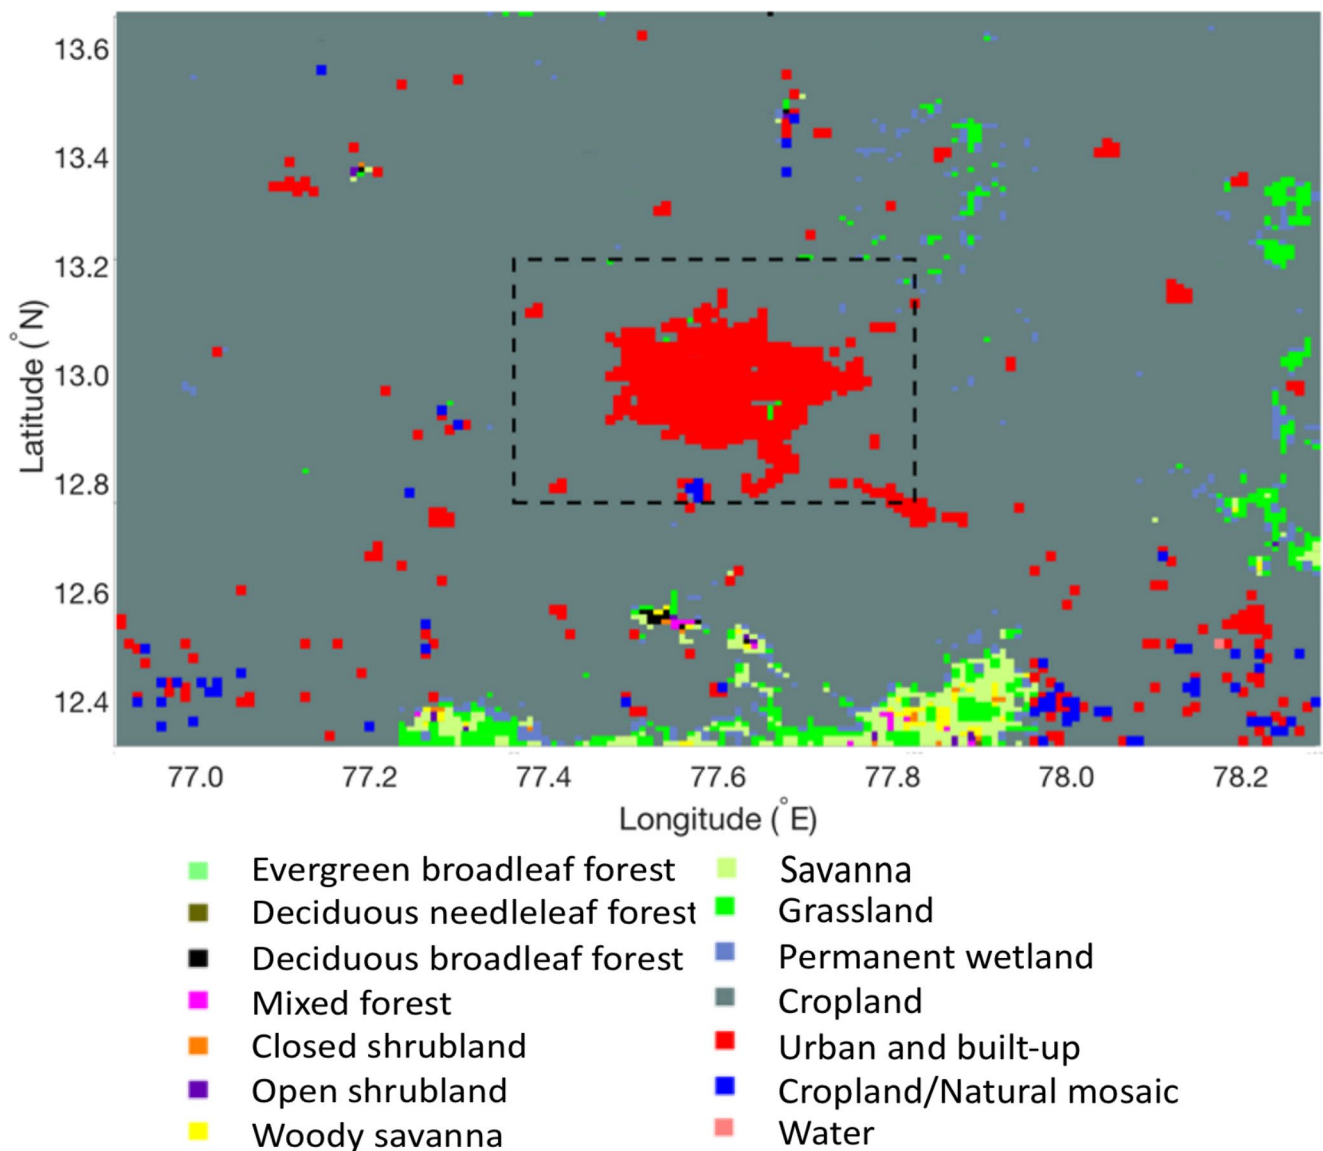 13.6
13.4
13.2
13.0
12.8
12.6
12.4
Latitude (°N)
77.0 77.2 77.4 77.6 77.8 78.0 78.2
Longitude (°E)
Evergreen broadleaf forest Savanna
Deciduous needleleaf forest Grassland
Deciduous broadleaf forest Permanent wetland
Mixed forest Cropland
Closed shrubland Urban and built-up
Open shrubland Cropland/Natural mosaic
Woody savanna Water